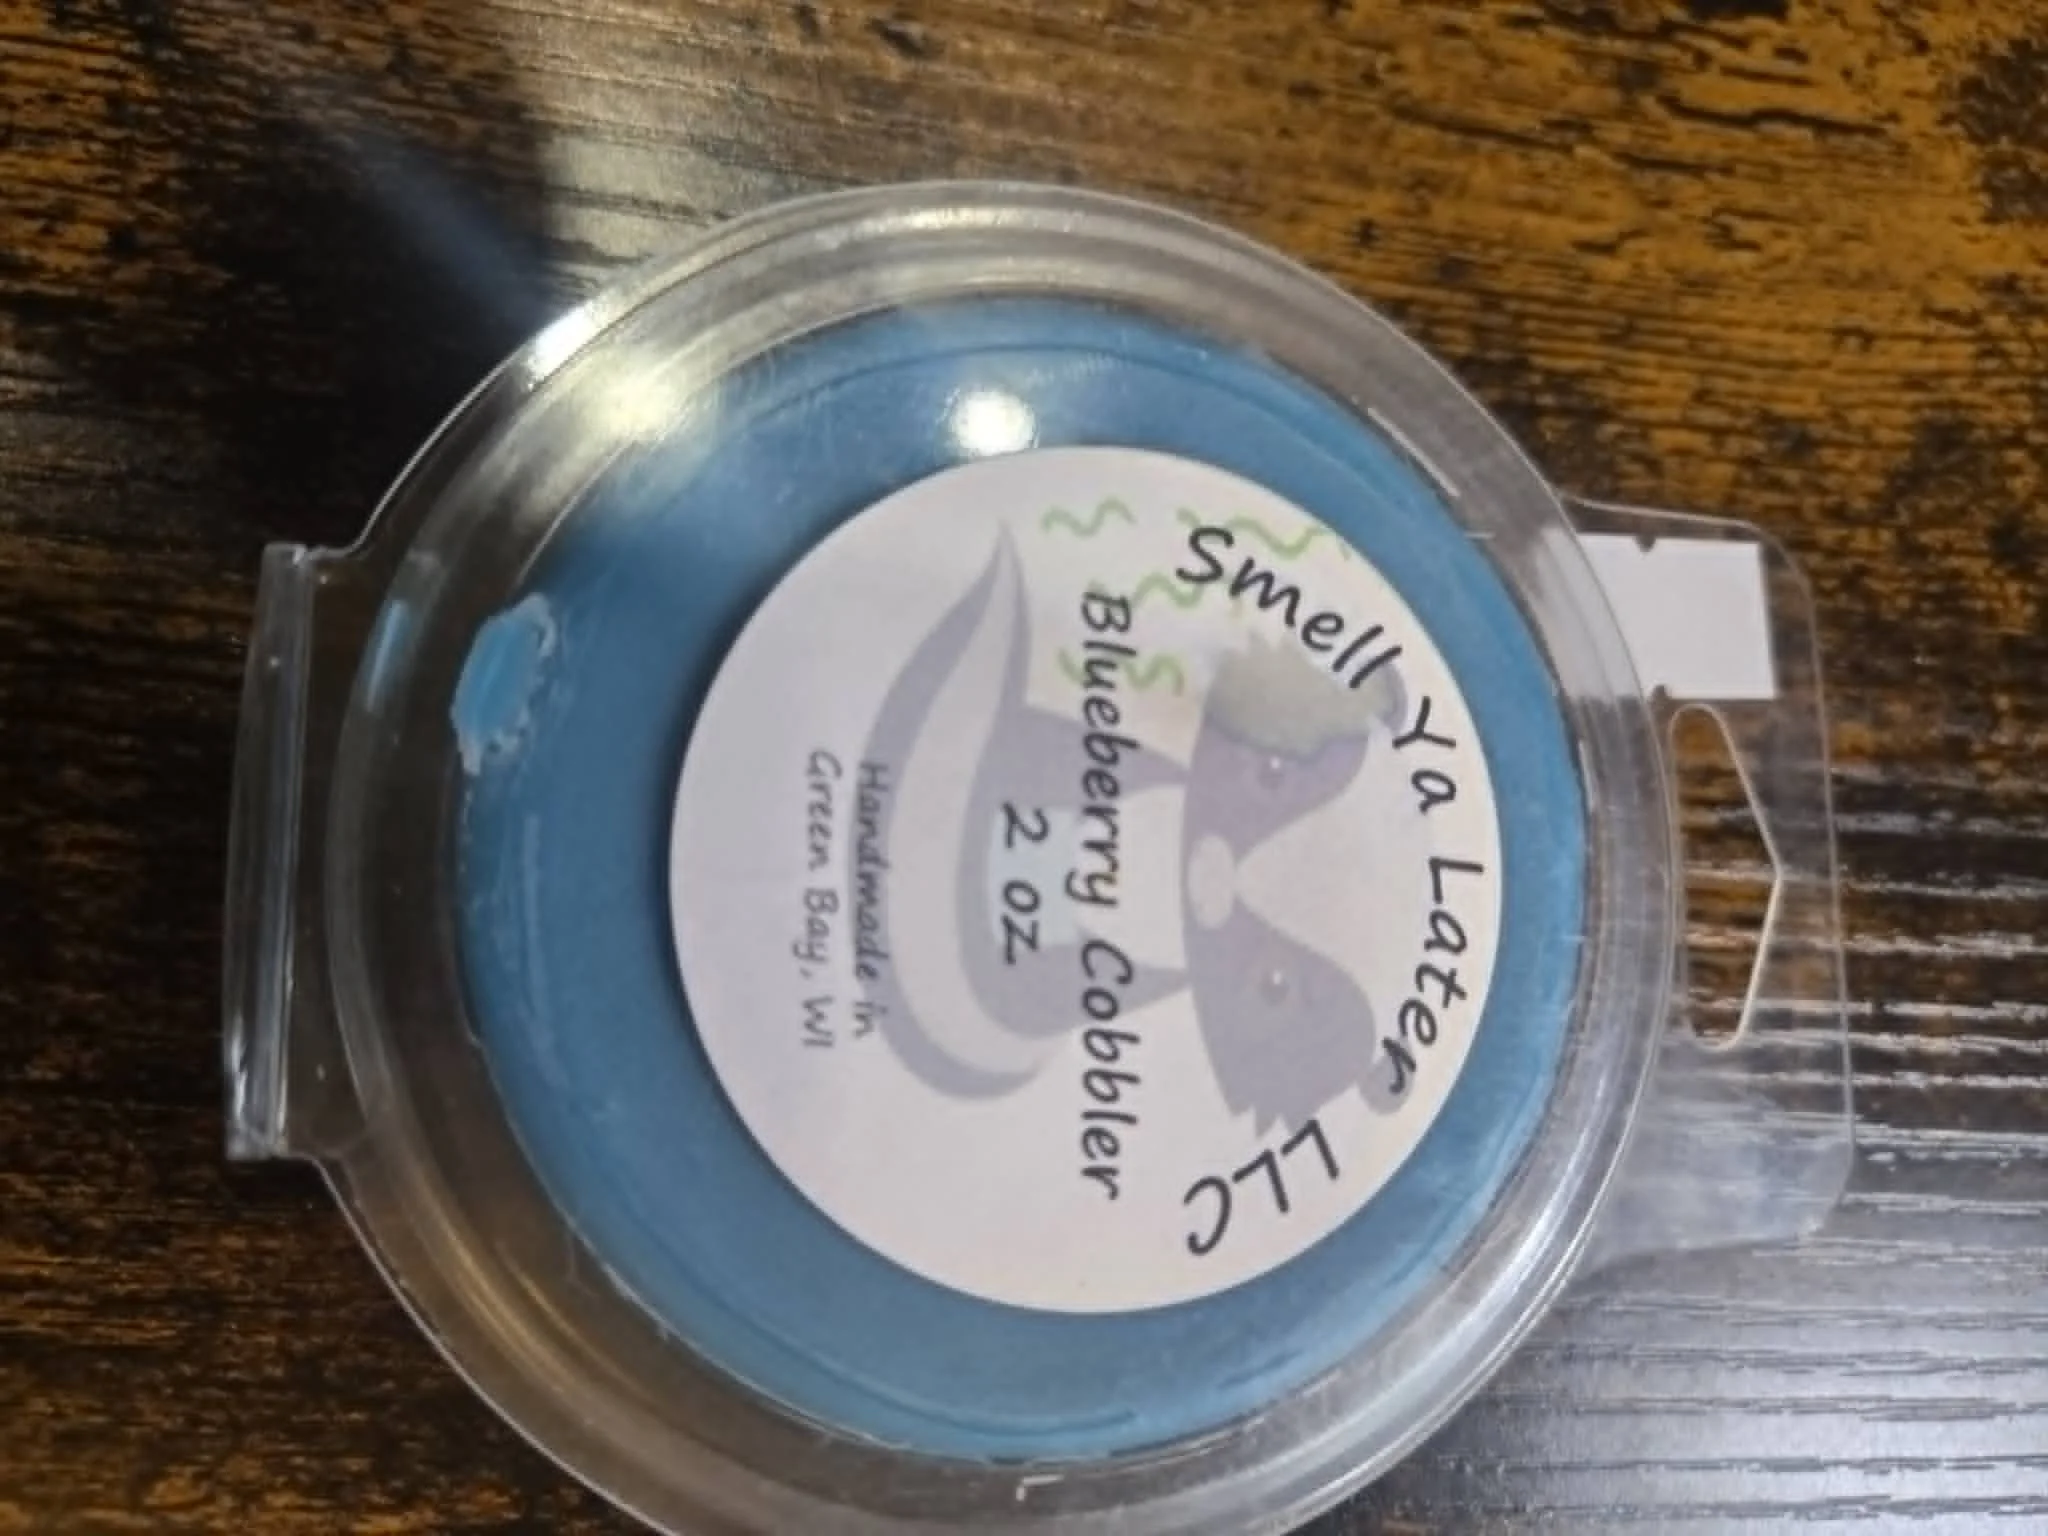 Smell Ya Later LLC
Blueberry Cobbler
2 oz
Handmade in
Green Bay, WI